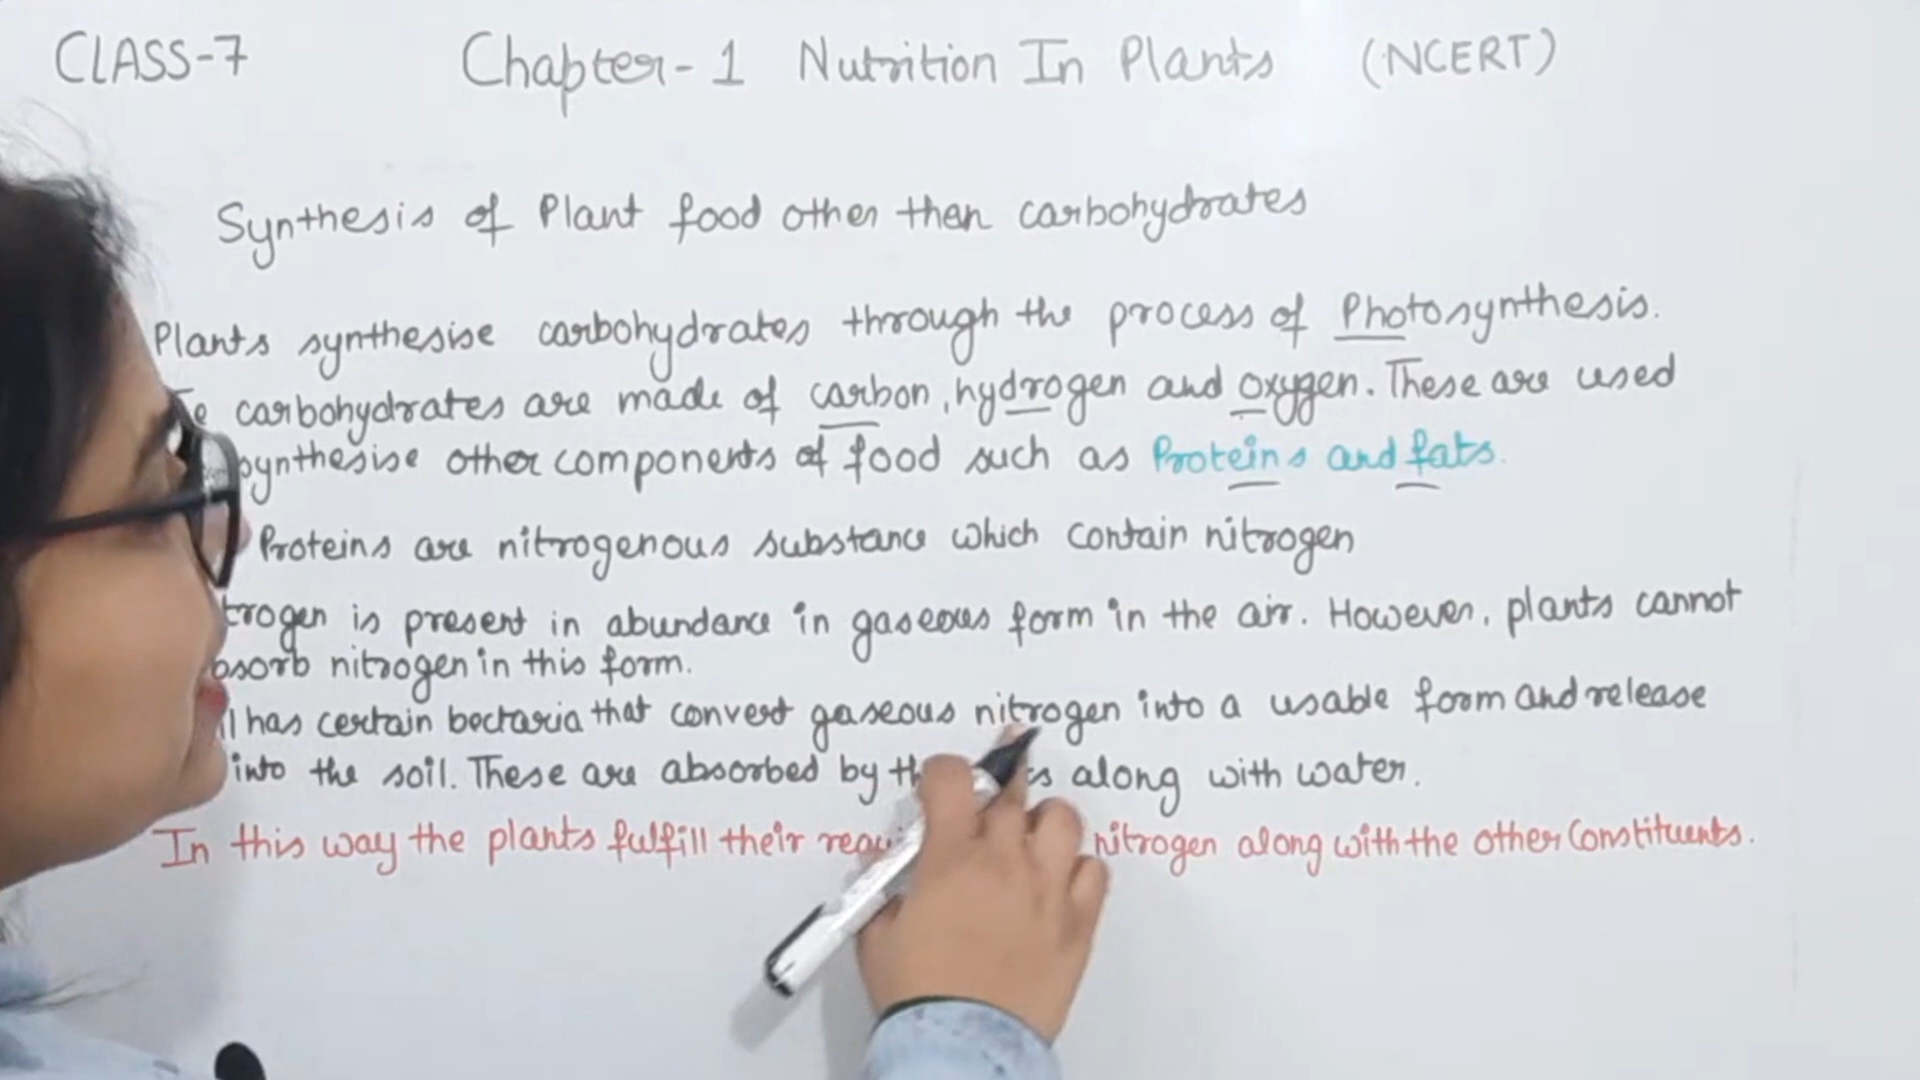 CLASS-7 Chapter-1 Nutrition In Plants (NCERT)
Synthesis of Plant food other than carbohydrates
Plants synthesise carbohydrates through the process of Photosynthesis.
carbohydrates are made of carbon, hydrogen and oxygen. These are used
synthesise other components of food such as Proteins and fats.
Proteins are nitrogenous substance which contain nitrogen
trogen is present in abundance in gaseous form in the air. However, plants cannot
bsorb nitrogen in this form.
l has certain bactaria that convert gaseous nitrogen into a usable form and release
into the soil. These are absorbed by along with water.
In this way the plants fulfill their nitrogen along with the other Constituents.